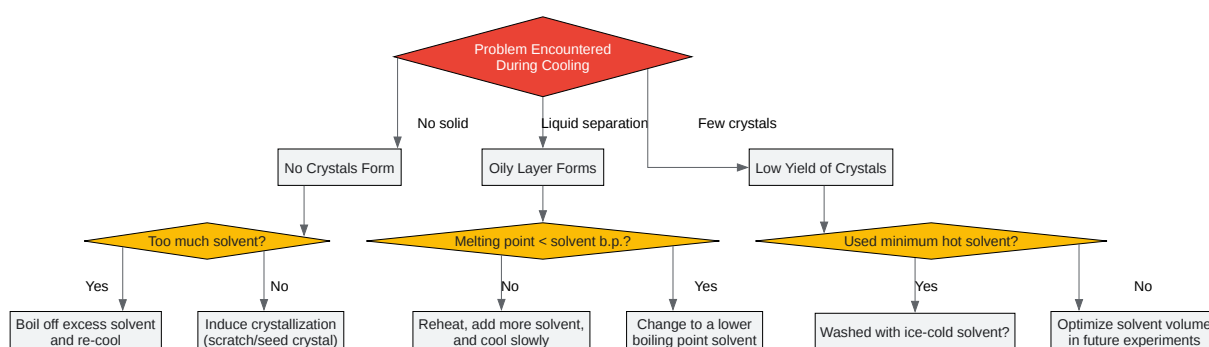 Problem Encountered
During Cooling
No solid
Liquid separation
Few crystals
No Crystals Form
Oily Layer Forms
Low Yield of Crystals
Too much solvent?
Melting point < solvent b.p.?
Used minimum hot solvent?
Yes
No
No
Yes
Yes
No
Boil off excess solvent
and re-cool
Induce crystallization
(scratch/seed crystal)
Reheat, add more solvent,
and cool slowly
Change to a lower
boiling point solvent
Washed with ice-cold solvent?
Optimize solvent volume
in future experiments